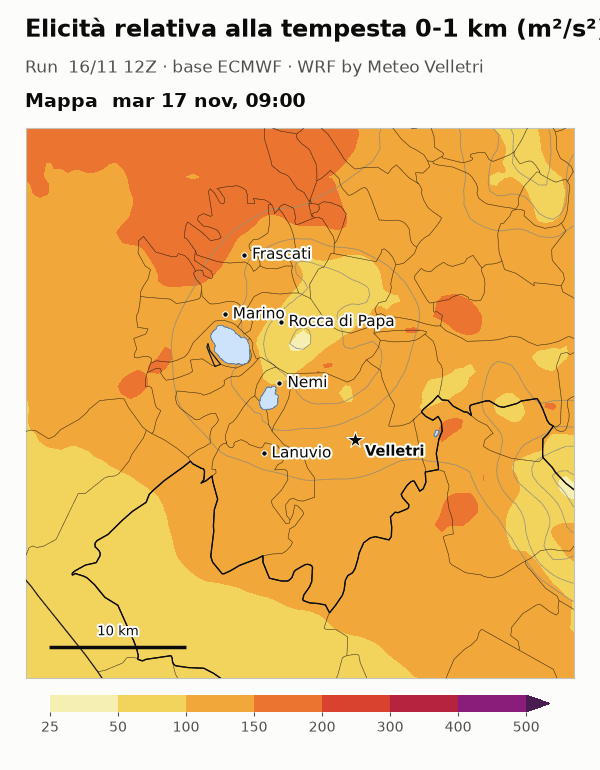 Elicità relativa alla tempesta 0-1 km (m²/s²)
Run  16/11 12Z · base ECMWF · WRF by Meteo Velletri
Mappa  mar 17 nov, 09:00
Frascati
Marino
Rocca di Papa
Nemi
Velletri
Lanuvio
10 km
25 50 100 150 200 300 400 500